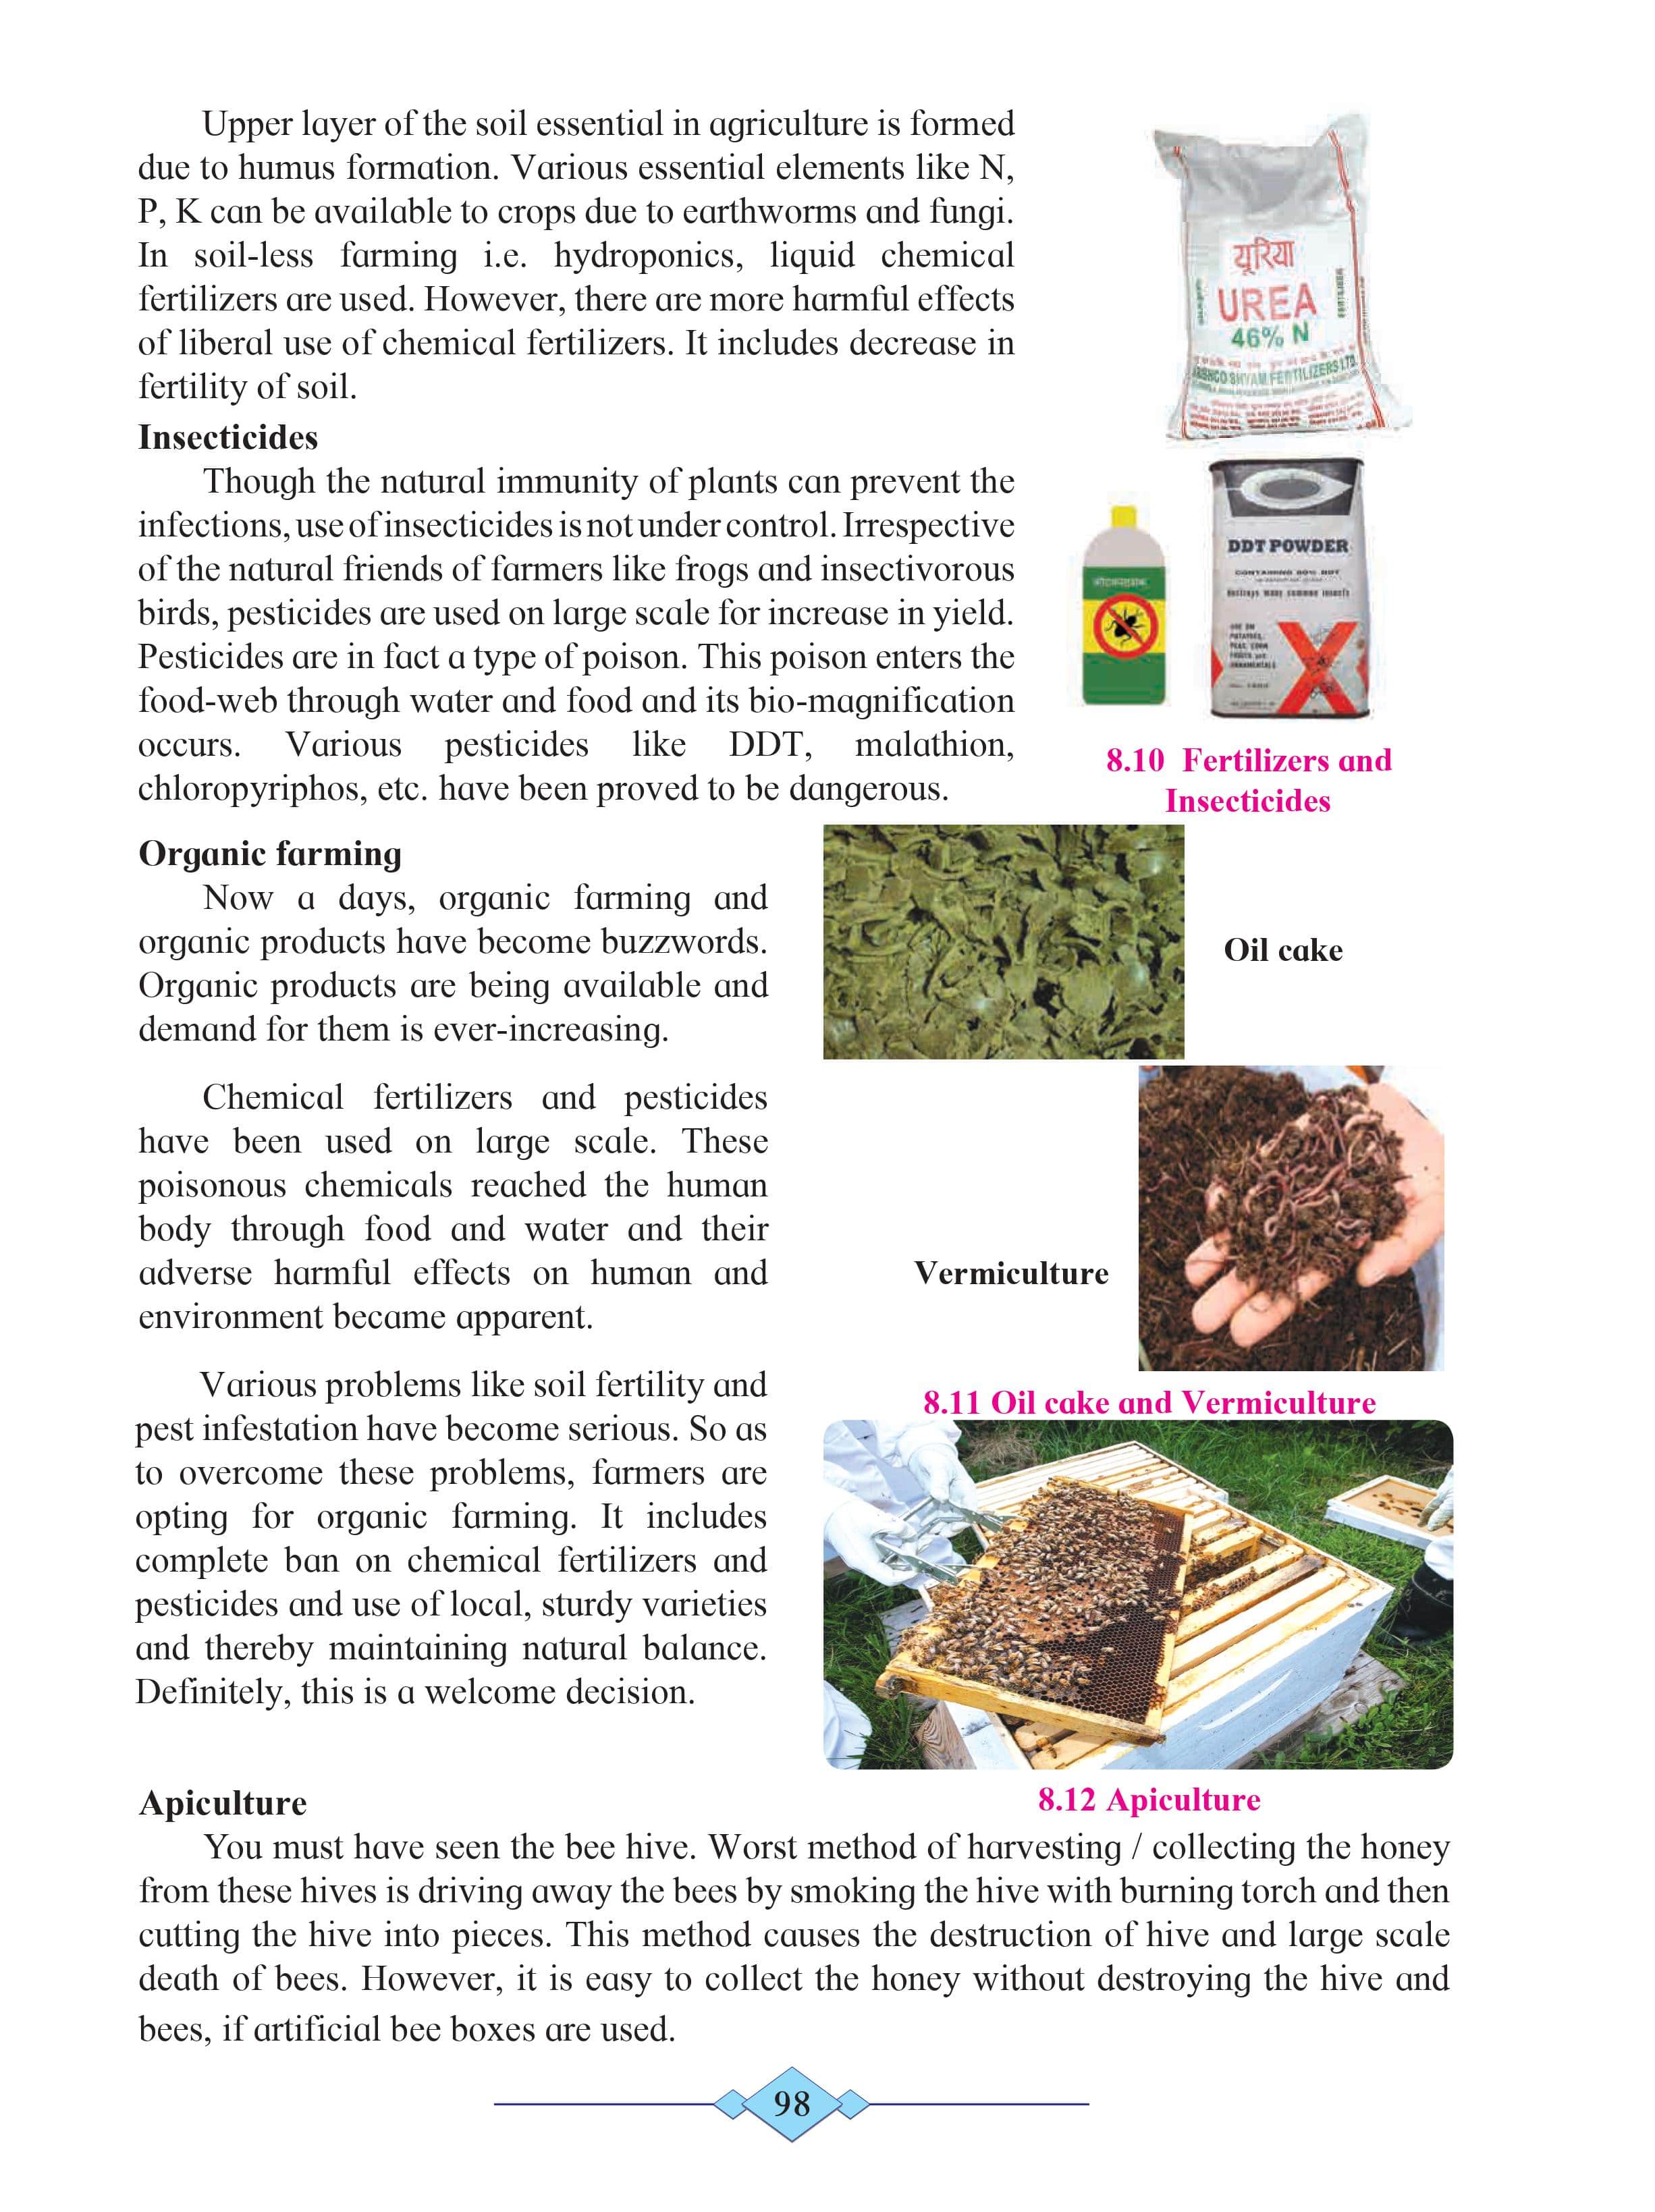 Upper layer of the soil essential in agriculture is formed
due to humus formation. Various essential elements like N,
P, K can be available to crops due to earthworms and fungi.
In soil-less farming i.e. hydroponics, liquid chemical
fertilizers are used. However, there are more harmful effects
of liberal use of chemical fertilizers. It includes decrease in
fertility of soil.
Insecticides
Though the natural immunity of plants can prevent the
infections, use of insecticides is not under control. Irrespective
of the natural friends of farmers like frogs and insectivorous
birds, pesticides are used on large scale for increase in yield.
Pesticides are in fact a type of poison. This poison enters the
food-web through water and food and its bio-magnification
occurs. Various pesticides like DDT, malathion,
chloropyriphos, etc. have been proved to be dangerous.
यूरिया
UREA
46% N
SHYAM FERTILIZERS LTD.
DDT POWDER
CONTAINING 50% DDT
Destroys many common insects
8.10 Fertilizers and
Insecticides
Organic farming
Now a days, organic farming and
organic products have become buzzwords.
Organic products are being available and
demand for them is ever-increasing.
Chemical fertilizers and pesticides
have been used on large scale. These
poisonous chemicals reached the human
body through food and water and their
adverse harmful effects on human and
environment became apparent.
Various problems like soil fertility and
pest infestation have become serious. So as
to overcome these problems, farmers are
opting for organic farming. It includes
complete ban on chemical fertilizers and
pesticides and use of local, sturdy varieties
and thereby maintaining natural balance.
Definitely, this is a welcome decision.
Oil cake
Vermiculture
8.11 Oil cake and Vermiculture
8.12 Apiculture
Apiculture
You must have seen the bee hive. Worst method of harvesting / collecting the honey
from these hives is driving away the bees by smoking the hive with burning torch and then
cutting the hive into pieces. This method causes the destruction of hive and large scale
death of bees. However, it is easy to collect the honey without destroying the hive and
bees, if artificial bee boxes are used.
98